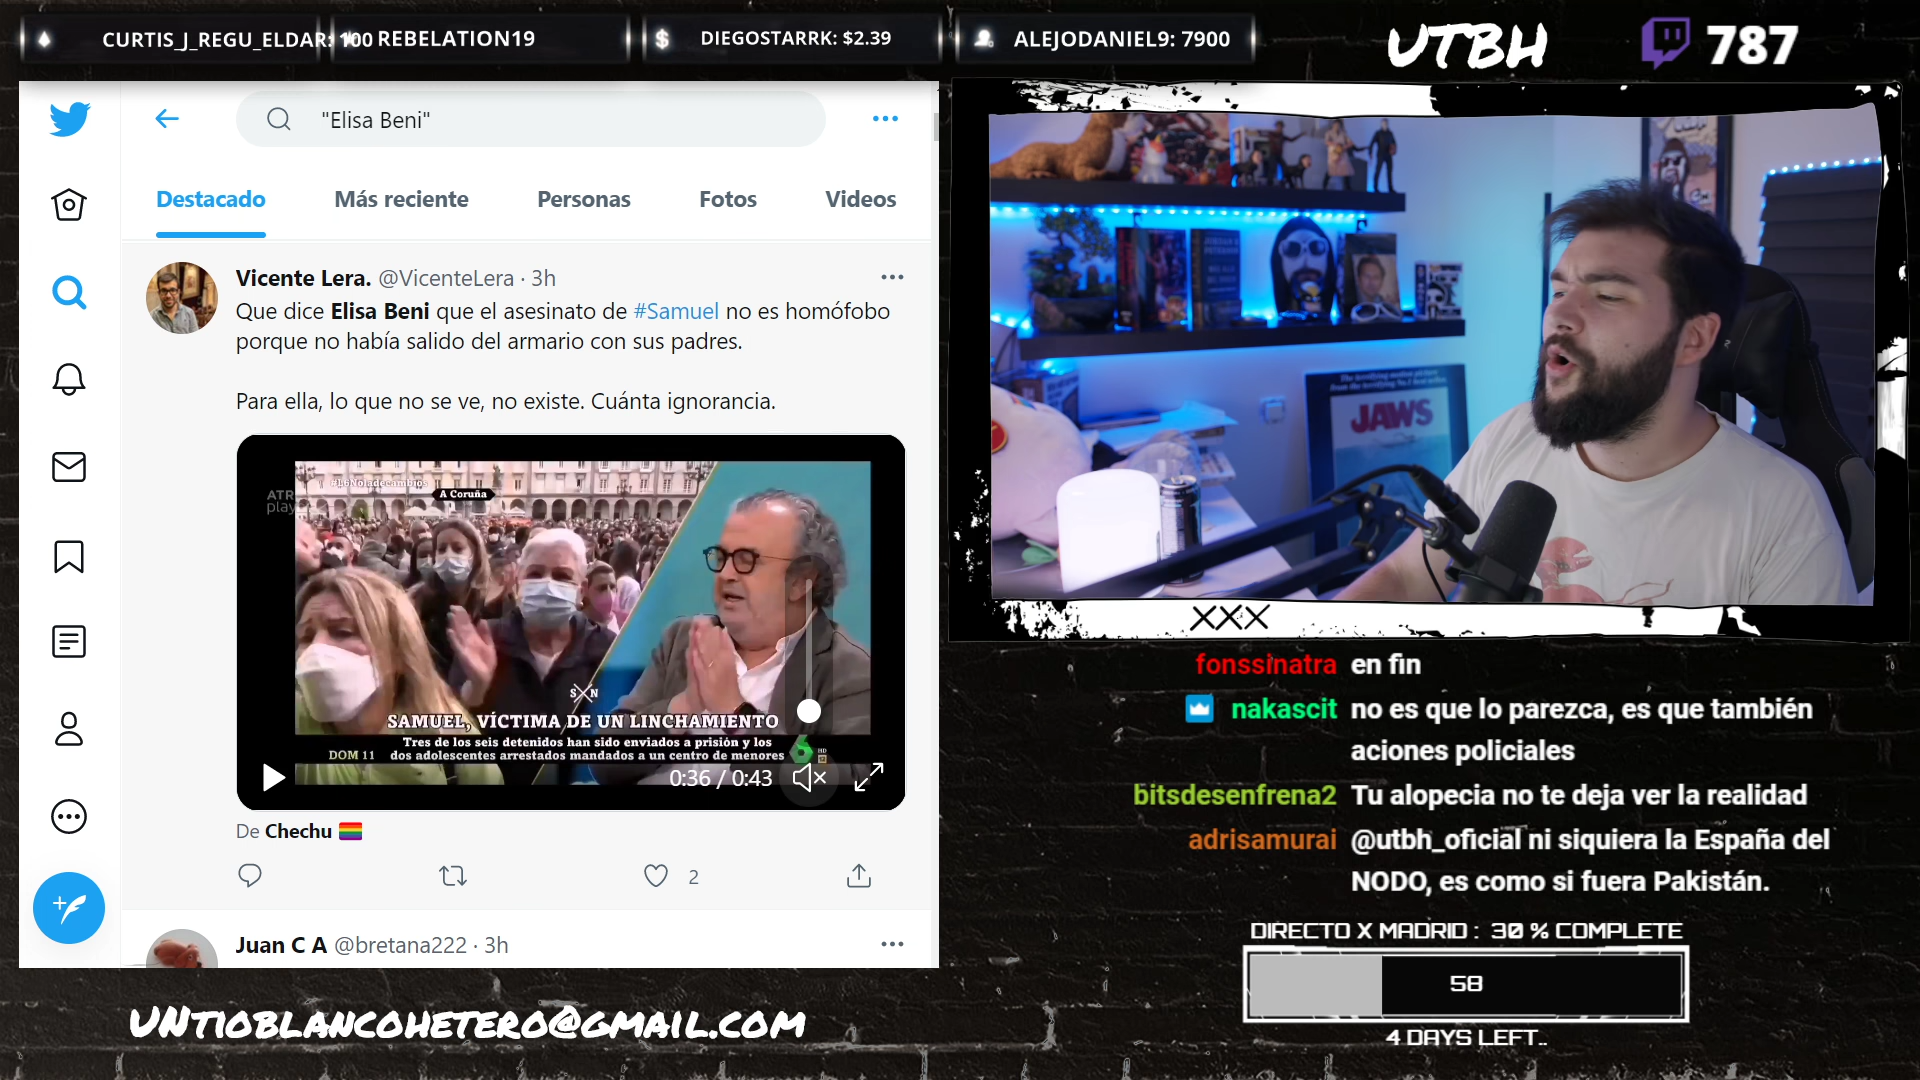 CURTIS_J_REGU_ELDAR: 100
REBELATION19
DIEGOSTARRK: $2.39
ALEJODANIEL9: 7900
UTBH
787
"Elisa Beni"
Destacado
Más reciente
Personas
Fotos
Videos
Vicente Lera. @VicenteLera · 3h
Que dice Elisa Beni que el asesinato de #Samuel no es homófobo
porque no había salido del armario con sus padres.
Para ella, lo que no se ve, no existe. Cuánta ignorancia.
ATR
play
#L6Noladecambios
A Coruña
SXN
SAMUEL, VÍCTIMA DE UN LINCHAMIENTO
Tres de los seis detenidos han sido enviados a prisión y los
DOM 11 dos adolescentes arrestados mandados a un centro de menores
HD
0:36 / 0:43
De Chechu
2
Juan C A @bretana222 · 3h
UNTIOBLANCOHETERO@GMAIL.COM
JAWS
XXX
fonssinatra en fin
nakascit no es que lo parezca, es que también
aciones policiales
bitsdesenfrena2 Tu alopecia no te deja ver la realidad
adrisamurai @utbh_oficial ni siquiera la España del
NODO, es como si fuera Pakistán.
DIRECTO X MADRID : 30 % COMPLETE
58
4 DAYS LEFT..